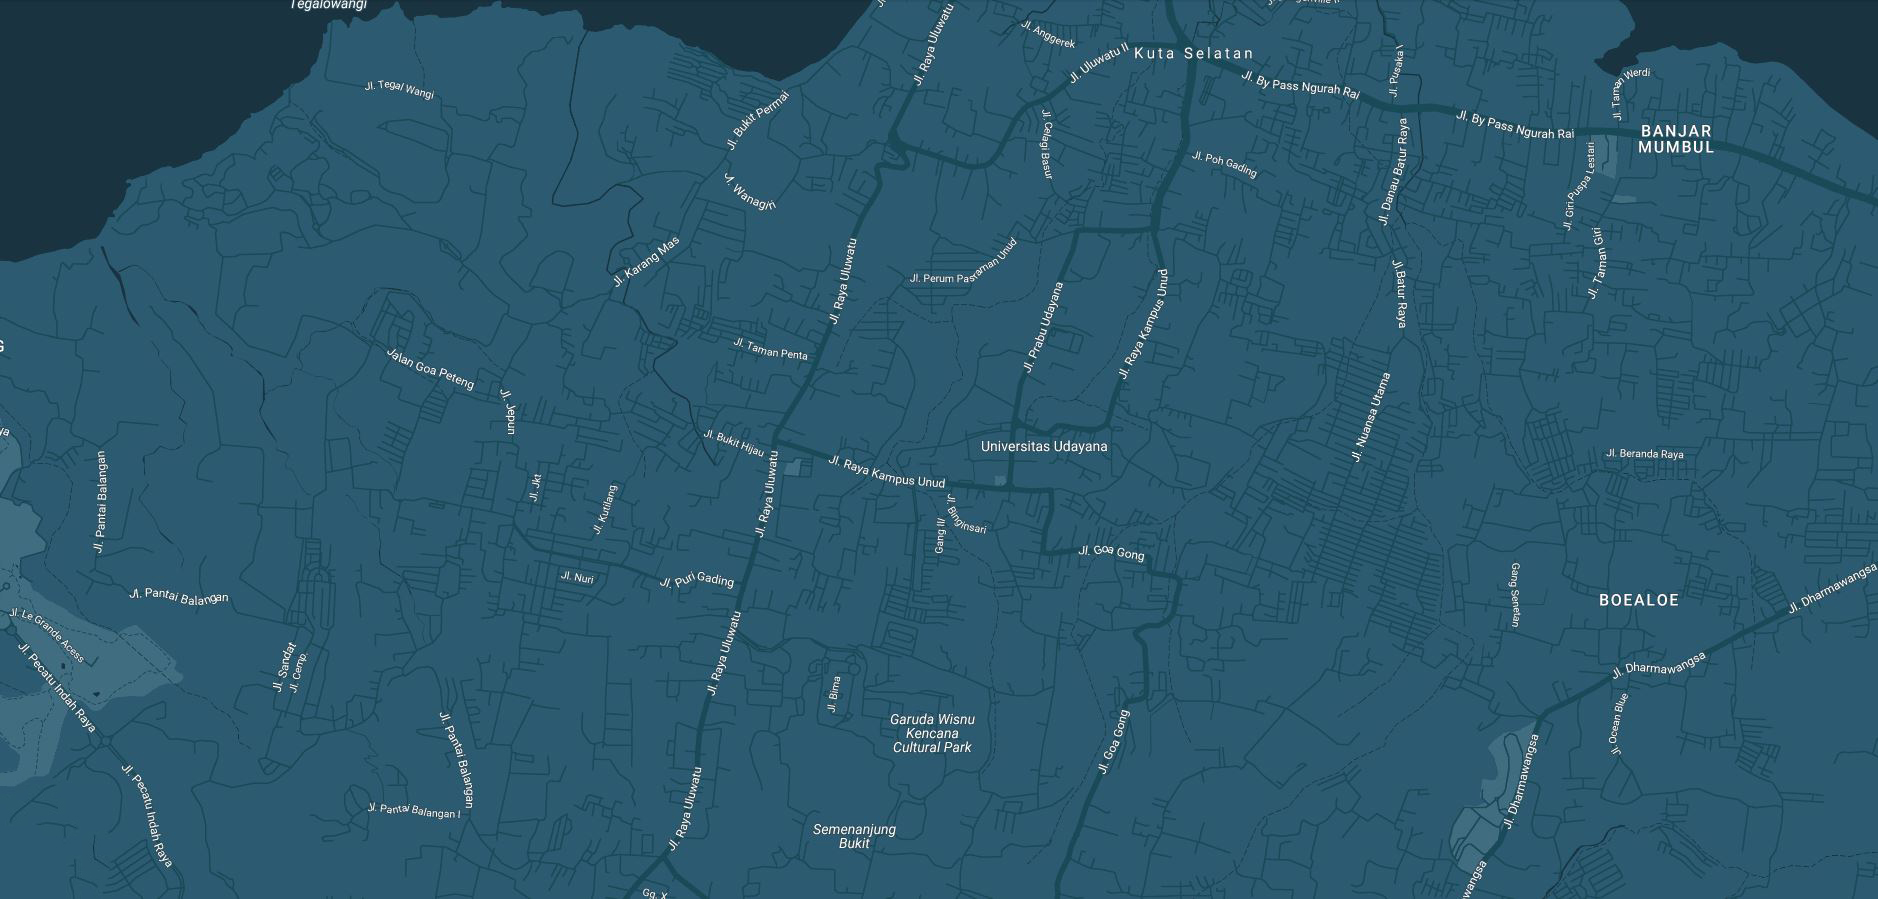 Tegalowangi
Jl. Raya Uluwatu
Jl. Anggerek
Jl. Uluwatu II
Kuta Selatan
Jl. By Pass Ngurah Rai
Jl. Pusaka I
Jl. By Pass Ngurah Rai
Jl. Taman Werdi
BANJAR
MUMBUL
Jl. Tegal Wangi
Jl. Bukit Permai
Jl. Wanagiri
Jl. Celagi Basur
Jl. Poh Gading
Jl. Danau Batur Raya
Jl. Giri Puspa Lestari
Jl. Taman Giri
Jl. Karang Mas
Jl. Raya Uluwatu
Jl. Perum Pasraman Unud
Jl. Prabu Udayana
Jl. Raya Kampus Unud
Jl. Batur Raya
G
Jl. Taman Penta
Jalan Goa Peteng
Jl. Jepun
Jl. Nuansa Utama
ya
Jl. Bukit Hijau
Jl. Raya Kampus Unud
Universitas Udayana
Jl. Beranda Raya
Jl. Pantai Balangan
Jl. Jkt
Jl. Kutilang
Jl. Raya Uluwatu
Gang III
Jl. Binginsari
Jl. Goa Gong
Jl. Nuri
Jl. Puri Gading
Jl. Pantai Balangan
Gang Senetan
BOEALOE
Jl. Dharmawangsa
Jl. Le Grande Acess
Jl. Pecatu Indah Raya
Jl. Sandat
Jl. Cemp.
Jl. Raya Uluwatu
Jl. Bima
Jl. Dharmawangsa
Jl. Ocean Blue
Jl. Pantai Balangan
Garuda Wisnu
Kencana
Cultural Park
Jl. Goa Gong
Jl. Dharmawangsa
Jl. Pecatu Indah Raya
Jl. Pantai Balangan I
Jl. Raya Uluwatu
Semenanjung
Bukit
Gg. X
wangsa